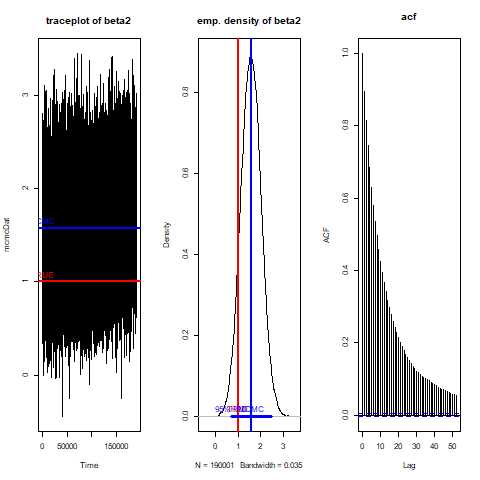 traceplot of beta2
mcmcDat
3
2
1
0
CMC
RUE
0 50000 150000
Time
emp. density of beta2
Density
0.8
0.6
0.4
0.2
0.0
95%
0 1 2 3
N = 190001 Bandwidth = 0.035
acf
ACF
1.0
0.8
0.6
0.4
0.2
0.0
0 10 20 30 40 50
Lag